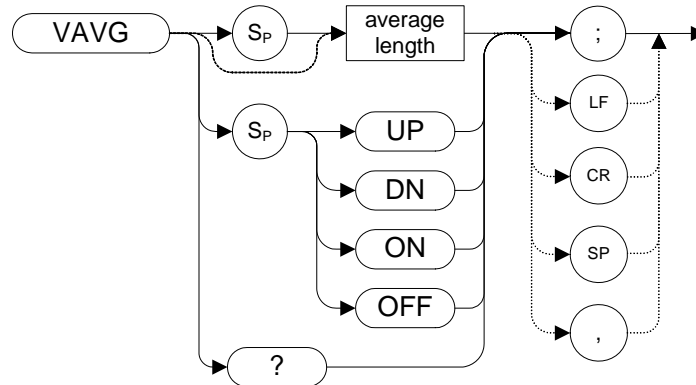 VAVG
SP
average
length
;
LF
SP
UP
CR
DN
ON
SP
OFF
,
?